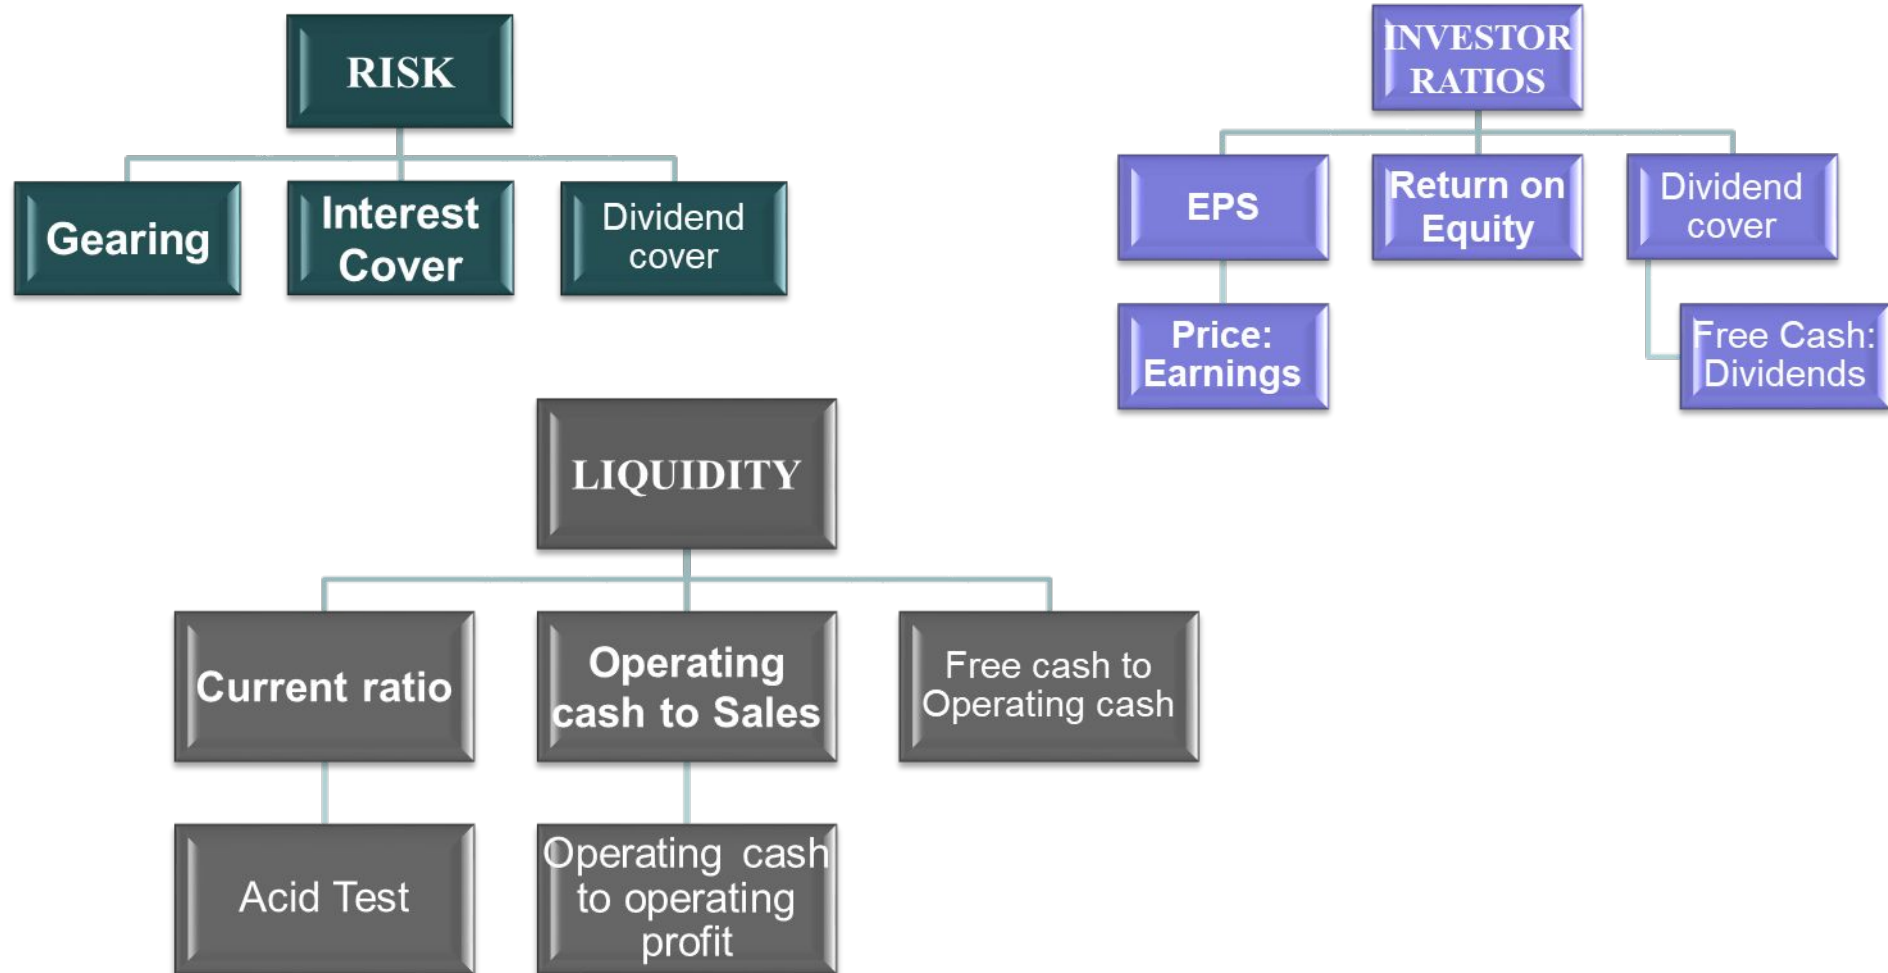 RISK
Gearing
Interest
Cover
Dividend
cover
INVESTOR
RATIOS
EPS
Return on
Equity
Dividend
cover
Price:
Earnings
Free Cash:
Dividends
LIQUIDITY
Current ratio
Operating
cash to Sales
Free cash to
Operating cash
Acid Test
Operating cash
to operating
profit